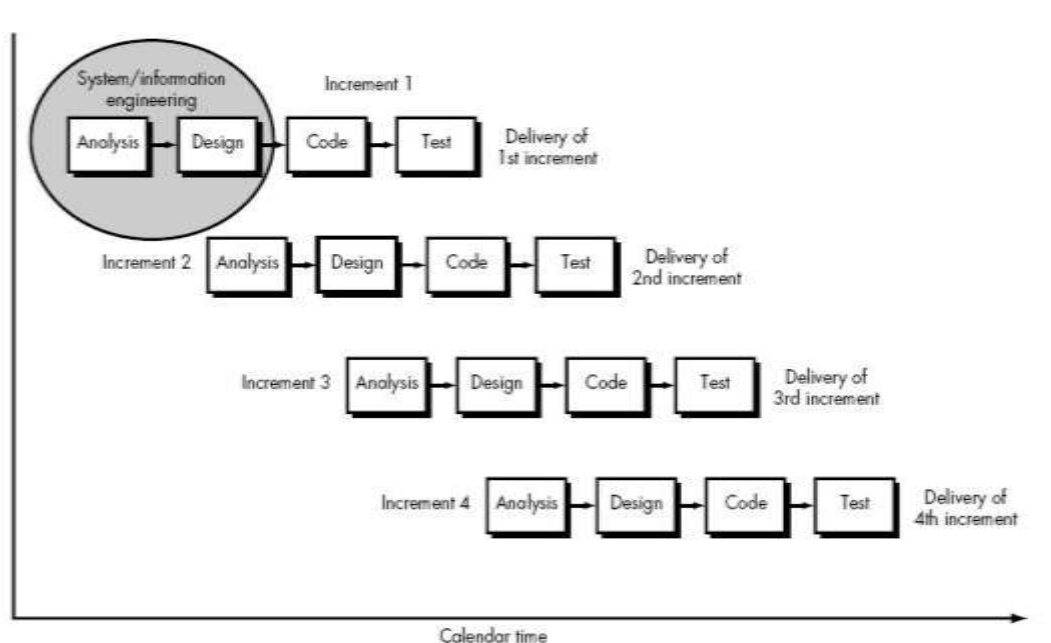 System/information
engineering
Increment 1
Analysis
Design
Code
Test
Delivery of
1st increment
Increment 2
Analysis
Design
Code
Test
Delivery of
2nd increment
Increment 3
Analysis
Design
Code
Test
Delivery of
3rd increment
Increment 4
Analysis
Design
Code
Test
Delivery of
4th increment
Calendar time